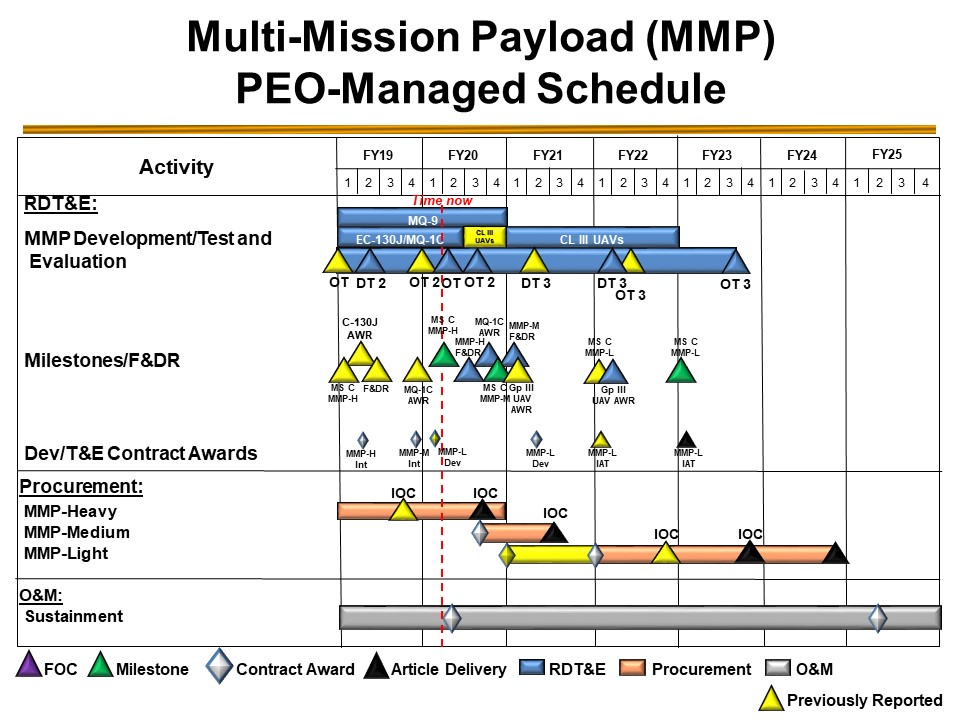 Multi-Mission Payload (MMP)
PEO-Managed Schedule
Activity
FY19 FY20 FY21 FY22 FY23 FY24 FY25
1 2 3 4 1 2 3 4 1 2 3 4 1 2 3 4 1 2 3 4 1 2 3 4 1 2 3 4
RDT&E:
Time now
MQ-9
MMP Development/Test and
Evaluation
EC-130J/MQ-1C
CL III
UAVs
CL III UAVs
OT DT 2 OT 2 OT OT 2 DT 3 DT 3 OT 3
OT 3
Milestones/F&DR
C-130J
AWR
MS C
MMP-H
MMP-H
F&DR
MQ-1C
AWR
MMP-M
F&DR
MS C
MMP-L
MS C
MMP-L
MS C
MMP-H
F&DR
MQ-1C
AWR
MS C
MMP-M
Gp III
UAV
AWR
Gp III
UAV AWR
Dev/T&E Contract Awards
MMP-H
Int
MMP-M
Int
MMP-L
Dev
MMP-L
Dev
MMP-L
IAT
MMP-L
IAT
Procurement:
IOC IOC
MMP-Heavy
IOC
MMP-Medium
IOC IOC
MMP-Light
O&M:
Sustainment
FOC Milestone Contract Award Article Delivery RDT&E Procurement O&M
Previously Reported